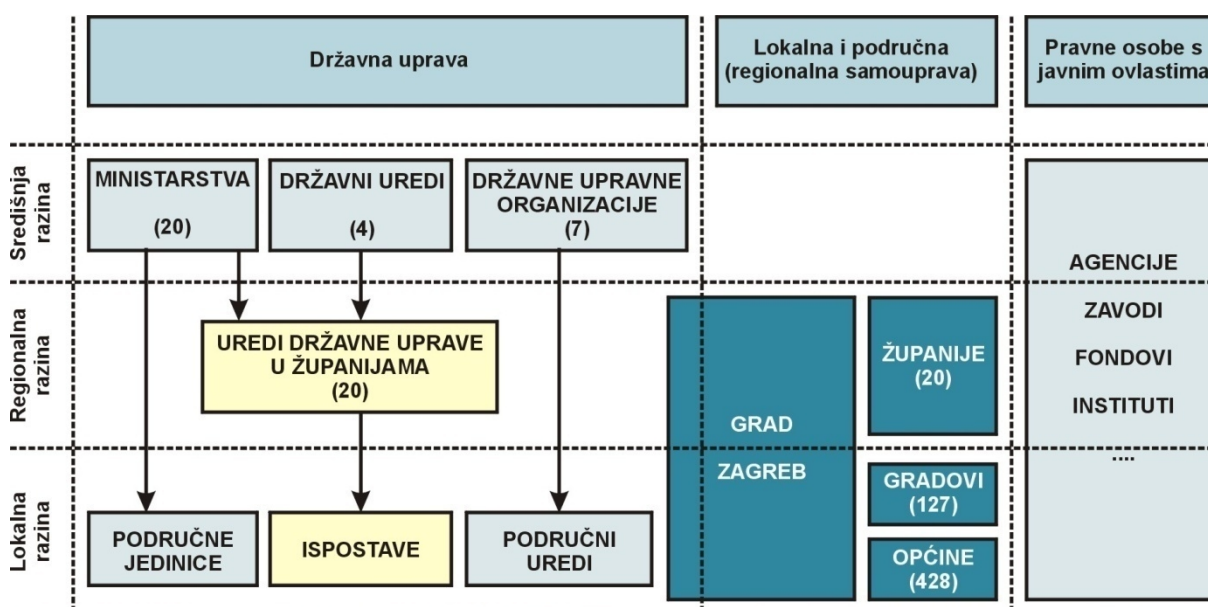 Državna uprava
Lokalna i područna
(regionalna samouprava)
Pravne osobe s
javnim ovlastima
Središnja
razina
MINISTARSTVA
(20)
DRŽAVNI UREDI
(4)
DRŽAVNE UPRAVNE
ORGANIZACIJE
(7)
Regionalna
razina
UREDI DRŽAVNE UPRAVE
U ŽUPANIJAMA
(20)
Lokalna
razina
PODRUČNE
JEDINICE
ISPOSTAVE
PODRUČNI
UREDI
GRAD
ZAGREB
ŽUPANIJE
(20)
GRADOVI
(127)
OPĆINE
(428)
AGENCIJE
ZAVODI
FONDOVI
INSTITUTI
....